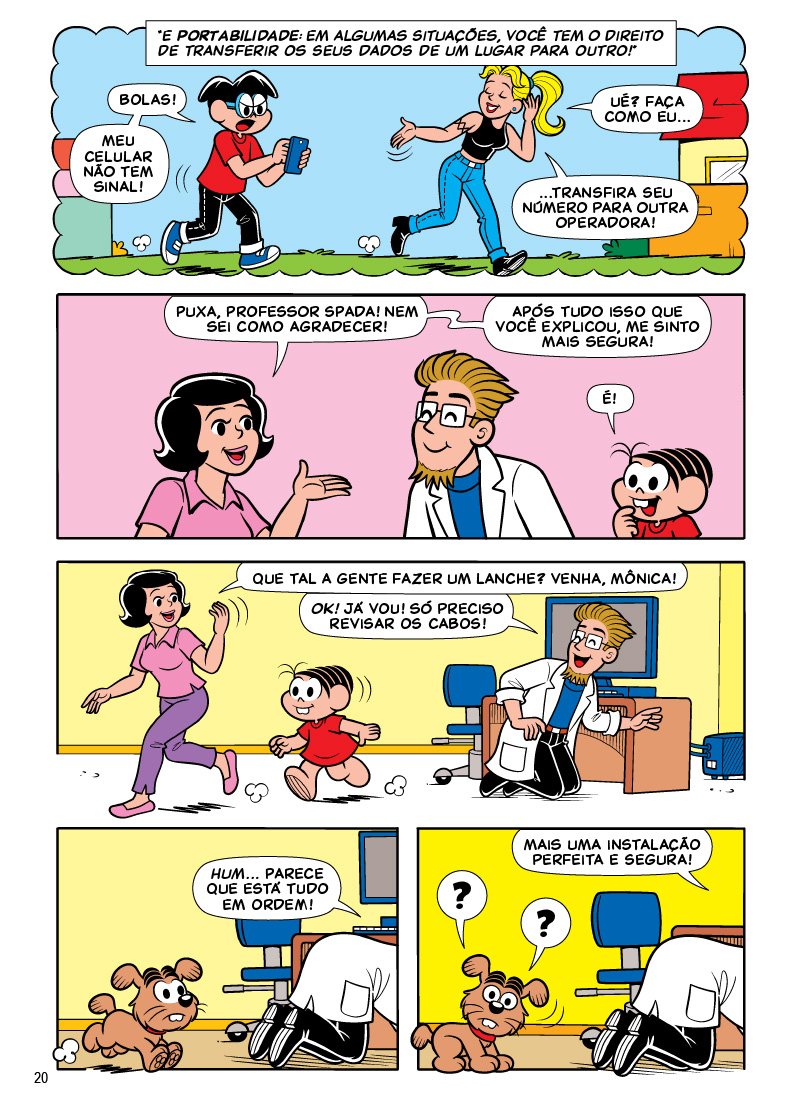 "E PORTABILIDADE: EM ALGUMAS SITUAÇÕES, VOCÊ TEM O DIREITO
DE TRANSFERIR OS SEUS DADOS DE UM LUGAR PARA OUTRO!"
BOLAS!
MEU
CELULAR
NÃO TEM
SINAL!
UÉ? FAÇA
COMO EU...
...TRANSFIRA SEU
NÚMERO PARA OUTRA
OPERADORA!
PUXA, PROFESSOR SPADA! NEM
SEI COMO AGRADECER!
APÓS TUDO ISSO QUE
VOCÊ EXPLICOU, ME SINTO
MAIS SEGURA!
É!
QUE TAL A GENTE FAZER UM LANCHE? VENHA, MÔNICA!
OK! JÁ VOU! SÓ PRECISO
REVISAR OS CABOS!
HUM... PARECE
QUE ESTÁ TUDO
EM ORDEM!
MAIS UMA INSTALAÇÃO
PERFEITA E SEGURA!
?
?
20